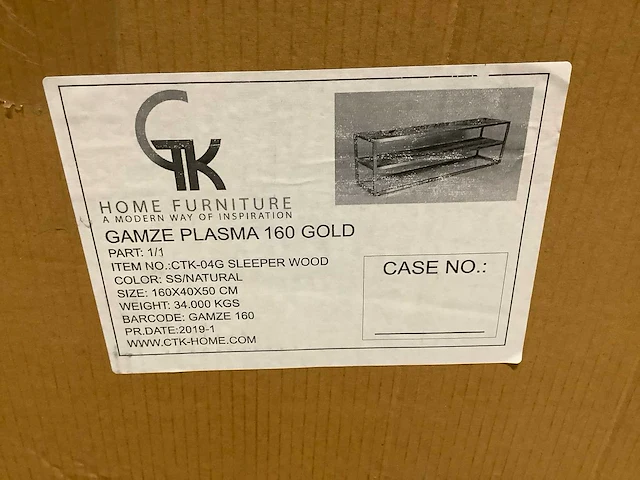 CTK
HOME FURNITURE
A MODERN WAY OF INSPIRATION
GAMZE PLASMA 160 GOLD
PART: 1/1
ITEM NO.:CTK-04G SLEEPER WOOD
COLOR: SS/NATURAL
SIZE: 160X40X50 CM
WEIGHT: 34.000 KGS
BARCODE: GAMZE 160
PR.DATE:2019-1
WWW.CTK-HOME.COM
CASE NO.: